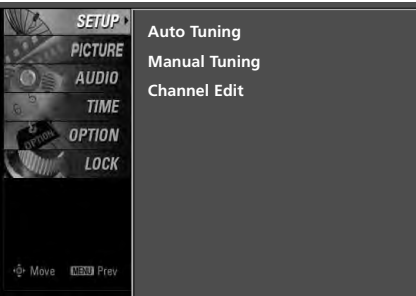 SETUP
PICTURE
AUDIO
TIME
OPTION
LOCK
Move MENU Prev
Auto Tuning
Manual Tuning
Channel Edit